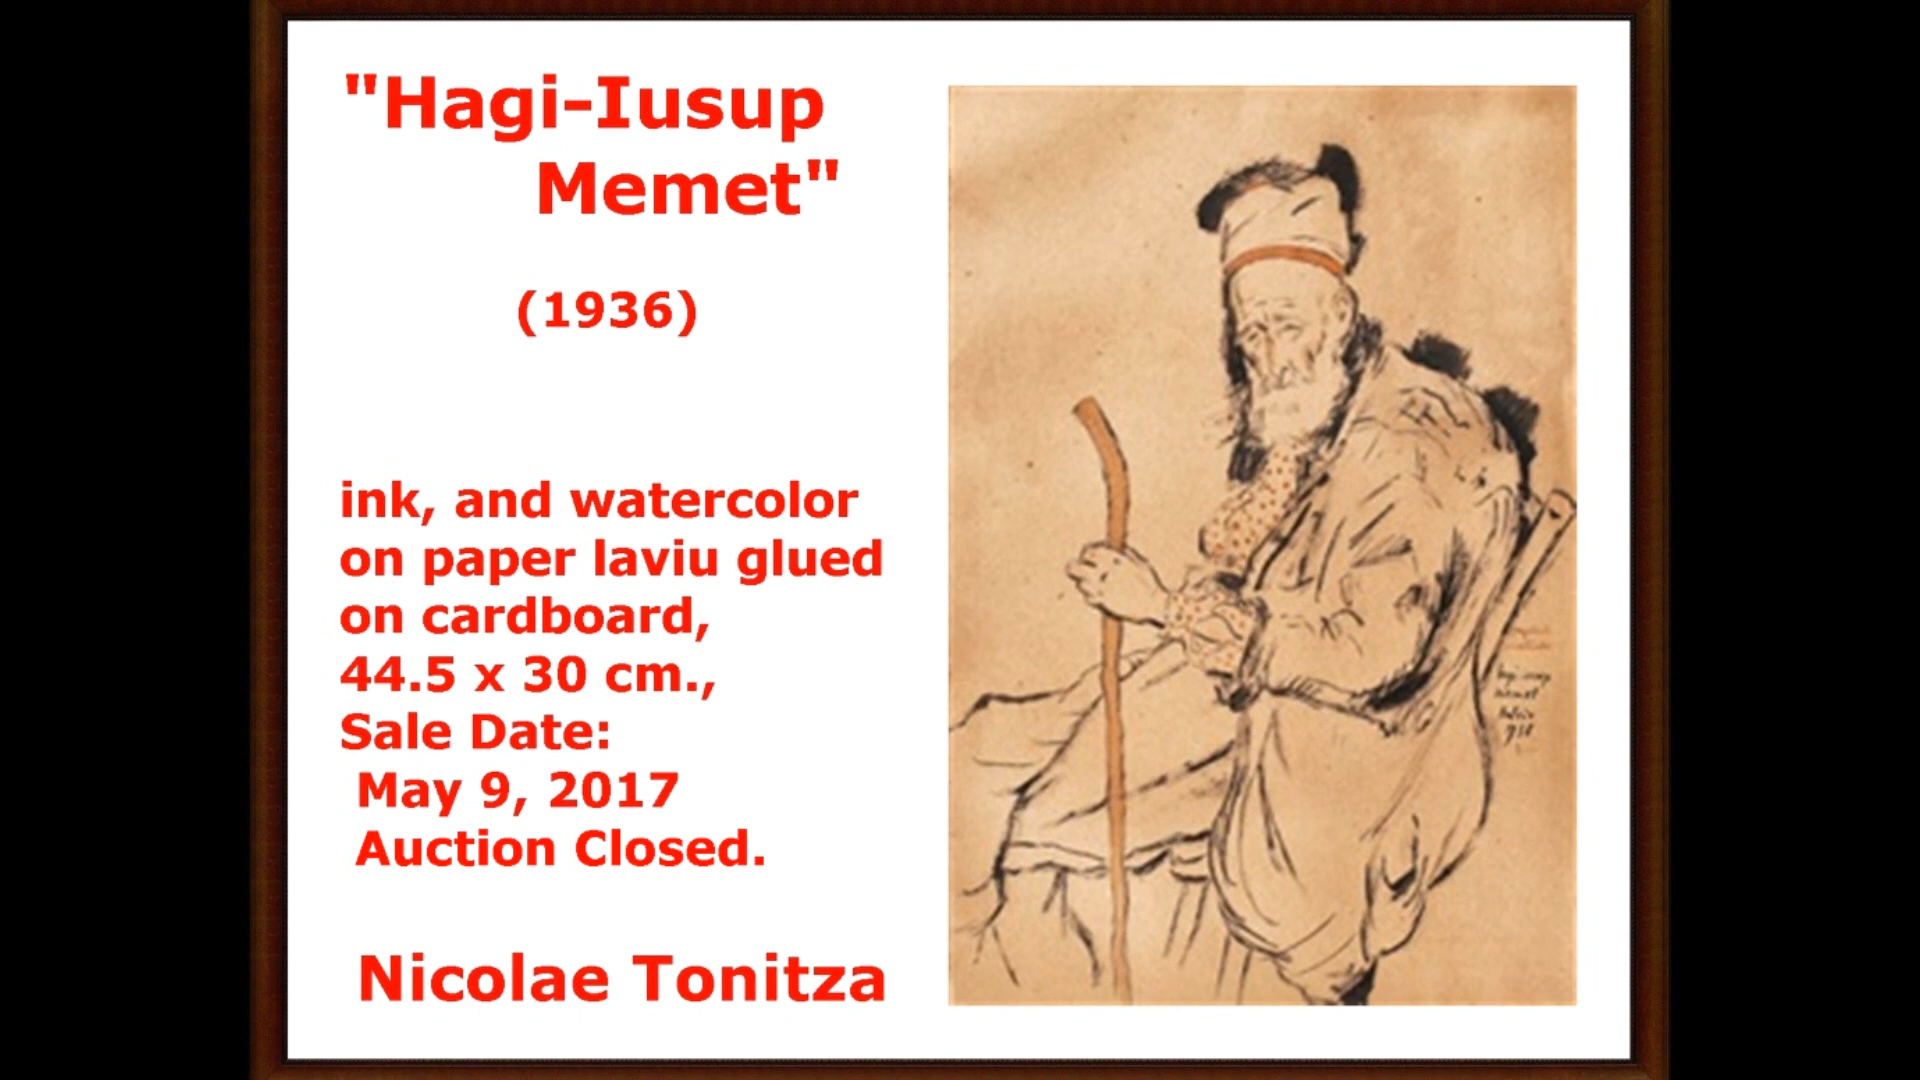 "Hagi-Iusup
Memet"
(1936)
ink, and watercolor
on paper laviu glued
on cardboard,
44.5 x 30 cm.,
Sale Date:
May 9, 2017
Auction Closed.
Nicolae Tonitza
memet